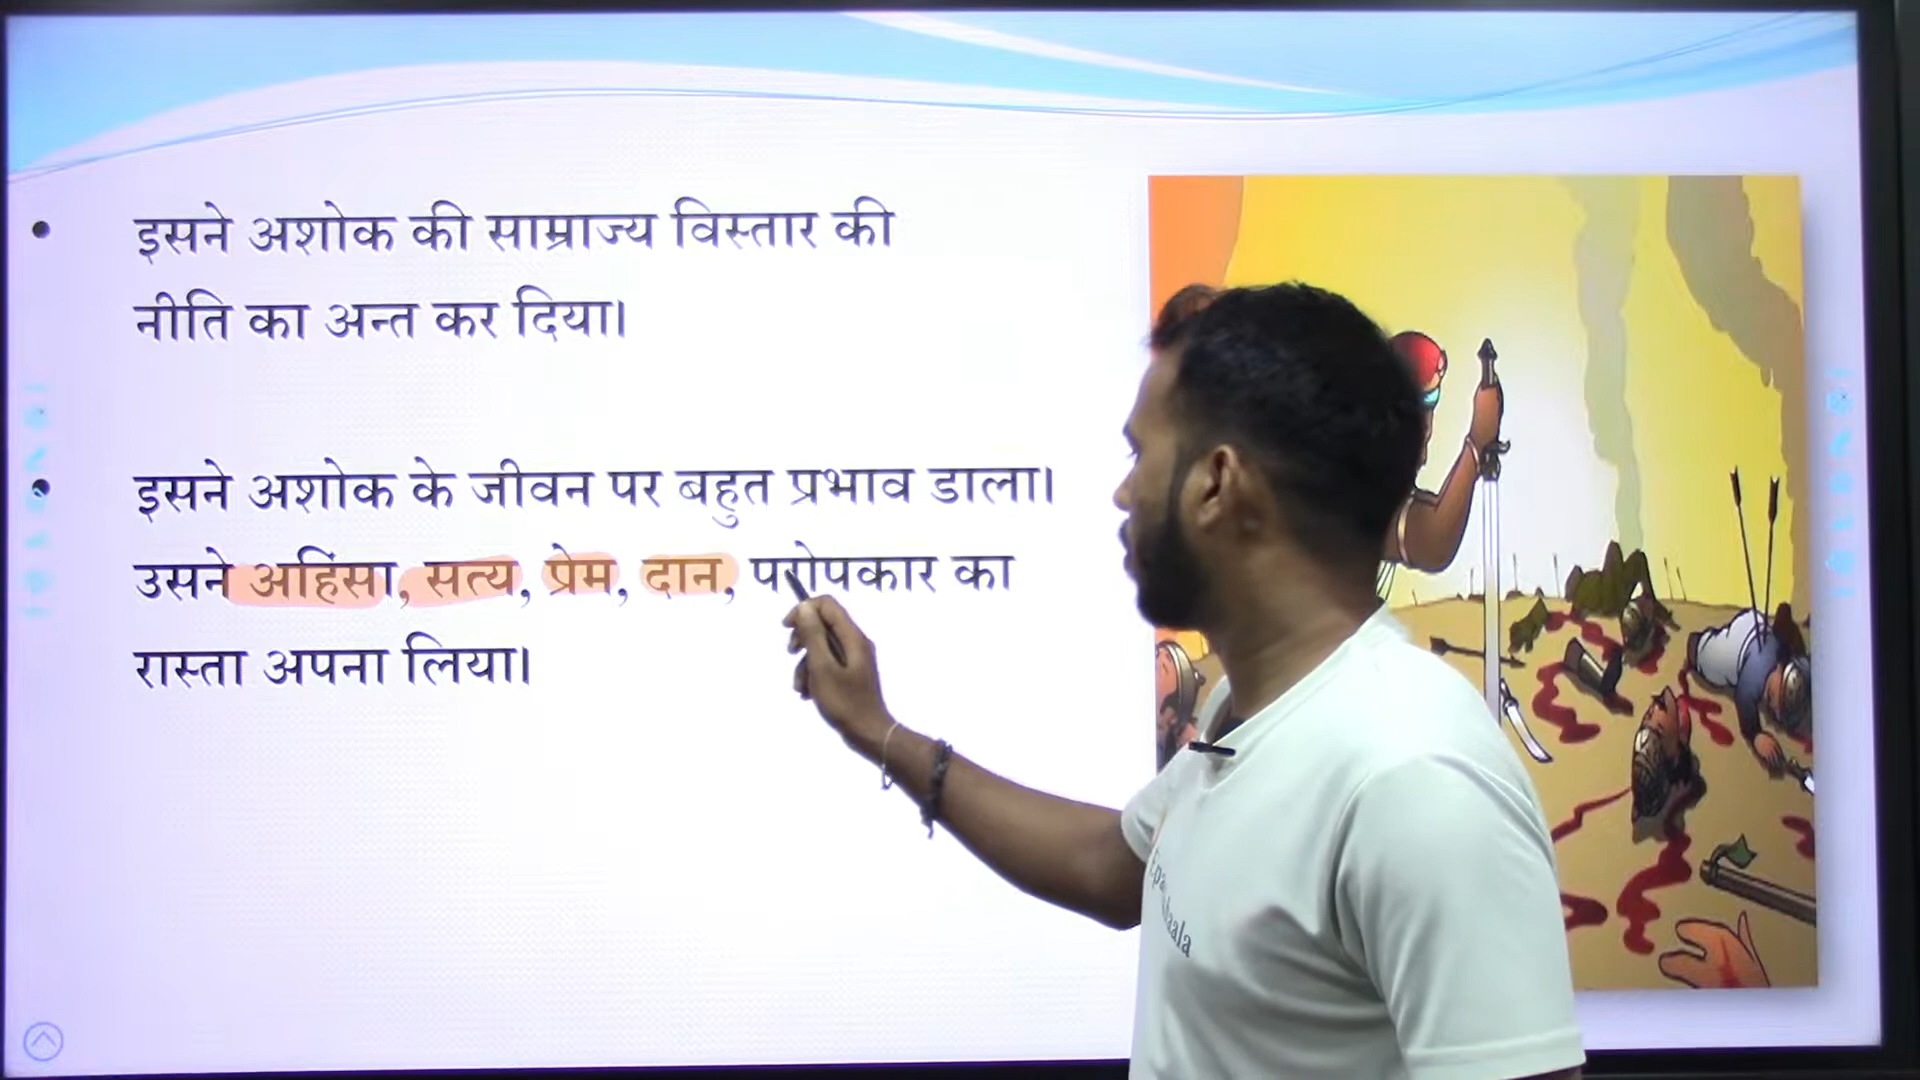 इसने अशोक की साम्राज्य विस्तार की
नीति का अन्त कर दिया।
इसने अशोक के जीवन पर बहुत प्रभाव डाला।
उसने अहिंसा, सत्य, प्रेम, दान, परोपकार का
रास्ता अपना लिया।